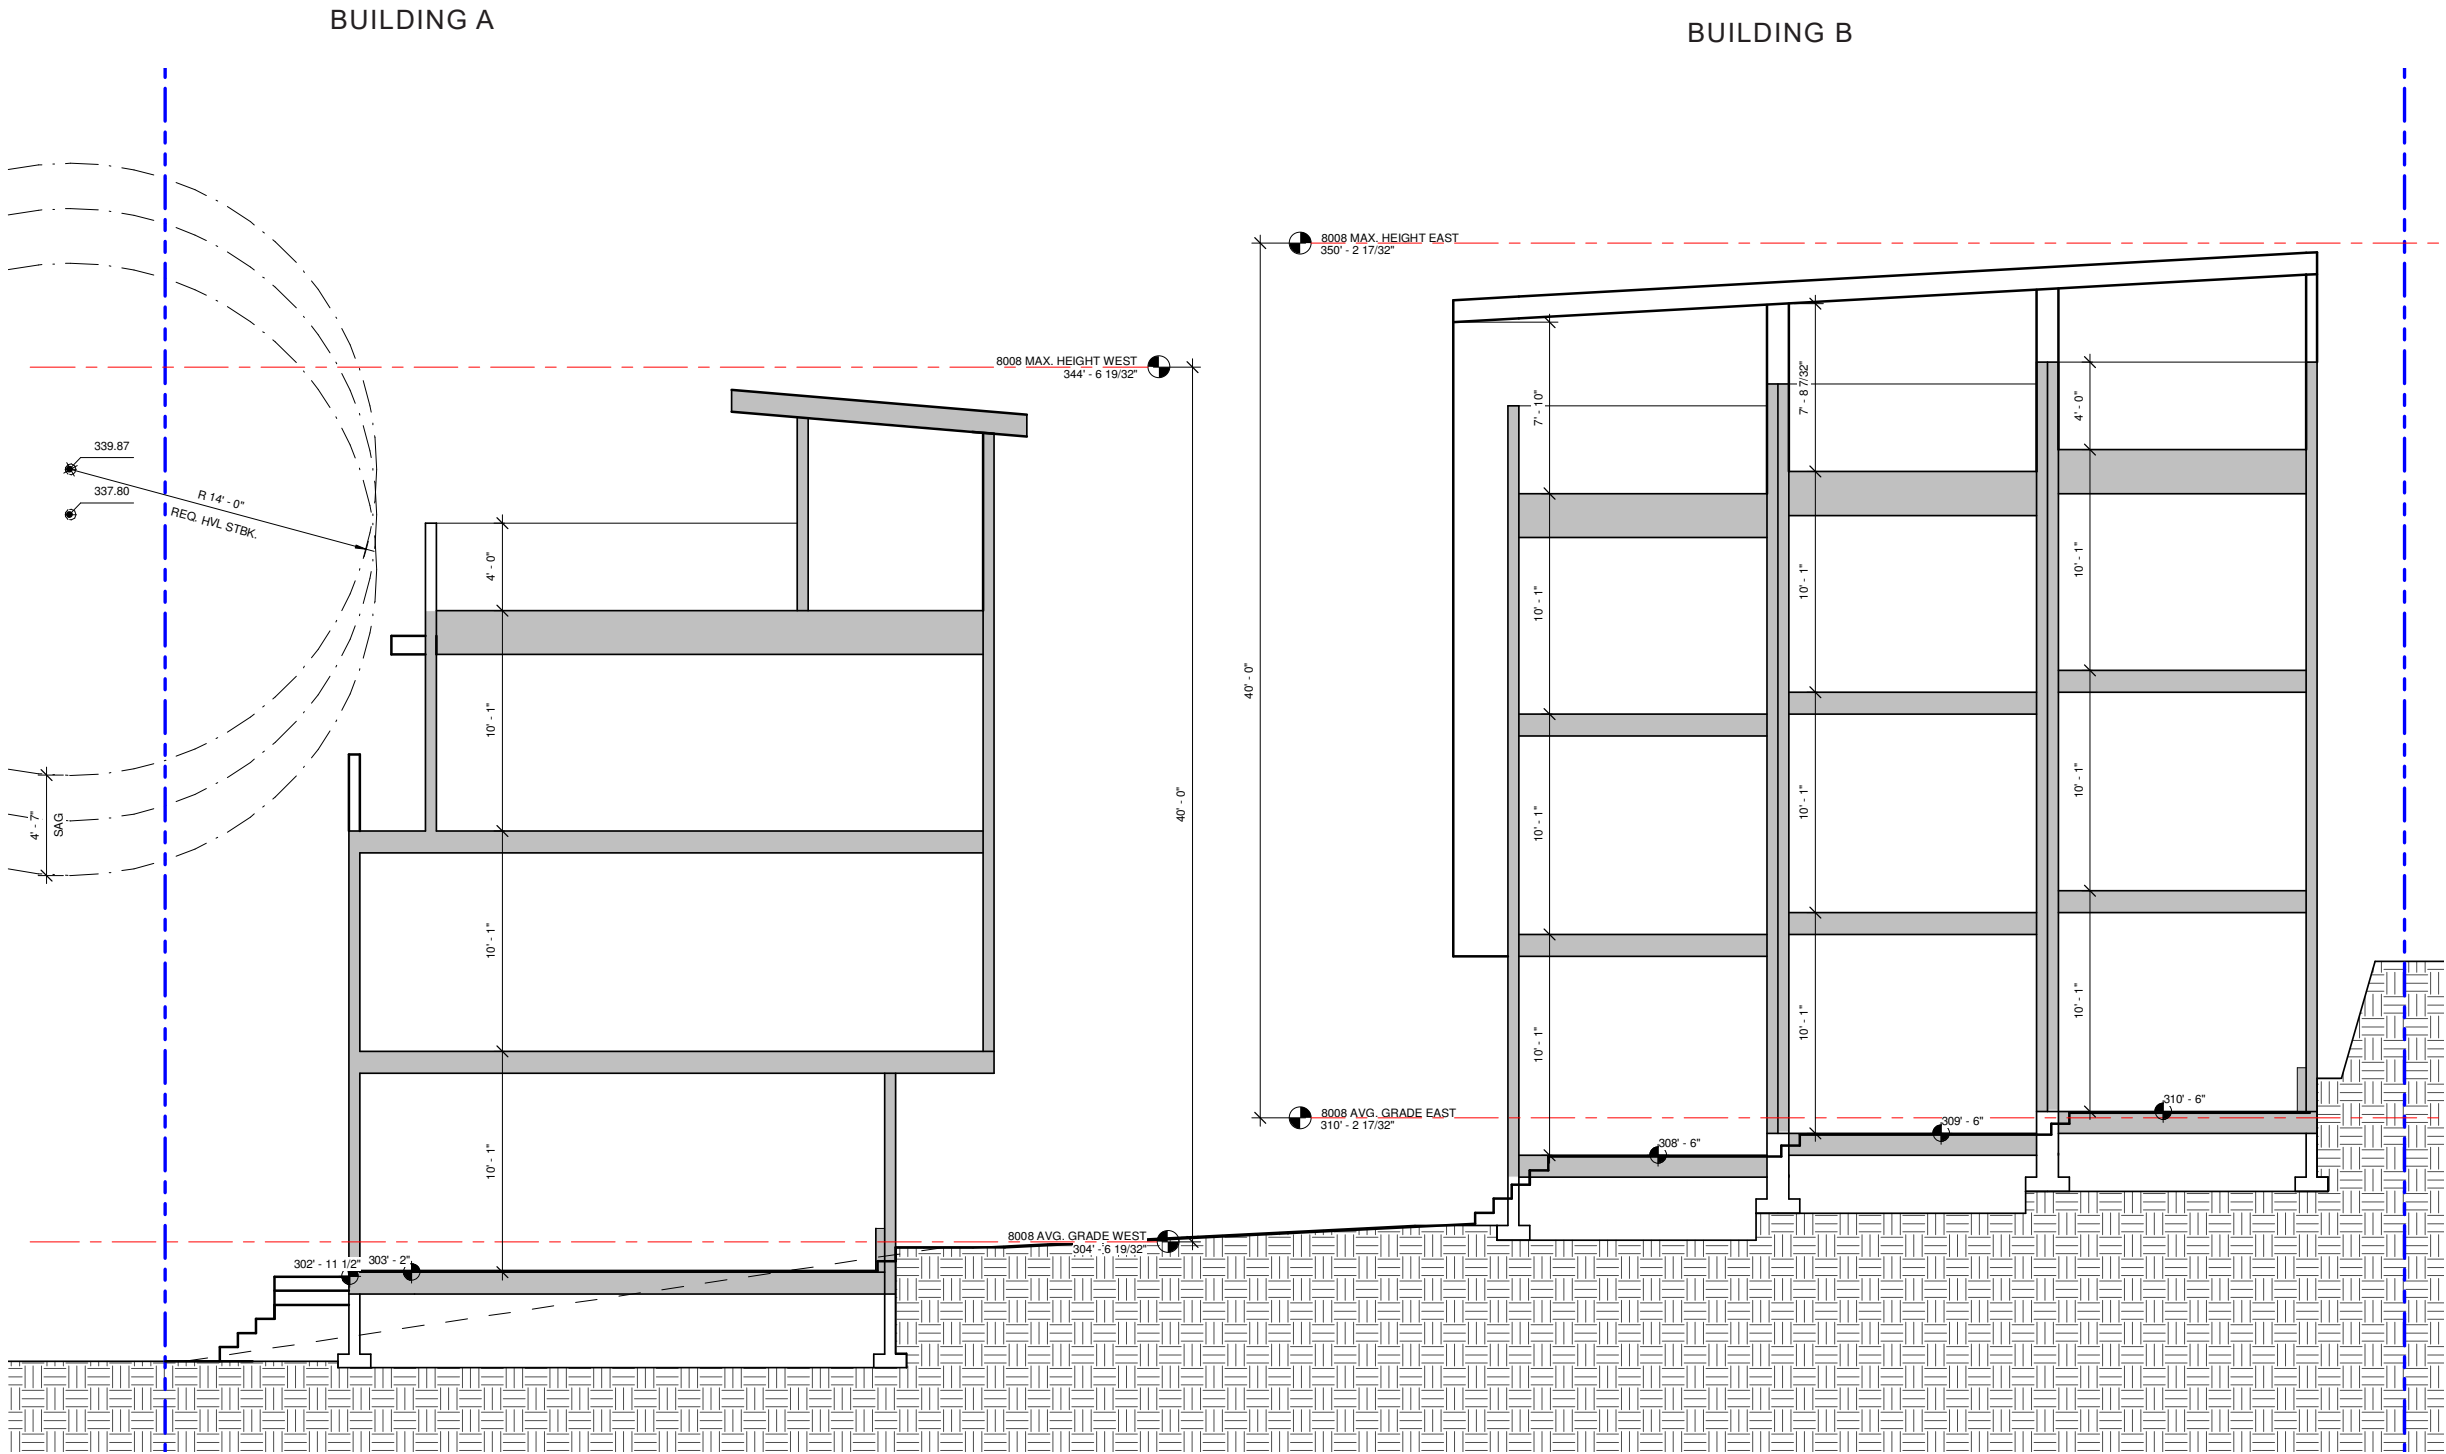 BUILDING A
BUILDING B
8008 MAX. HEIGHT EAST
350' - 2 17/32"
8008 MAX. HEIGHT WEST
344' - 6 19/32"
339.87
337.80
R 14' - 0"
REQ. HVL STBK.
4' - 7"
SAG
4' - 0"
10' - 1"
10' - 1"
10' - 1"
40' - 0"
40' - 0"
7' - 10"
10' - 1"
10' - 1"
10' - 1"
7' - 8 7/32"
10' - 1"
10' - 1"
10' - 1"
4' - 0"
10' - 1"
10' - 1"
10' - 1"
8008 AVG. GRADE EAST
310' - 2 17/32"
308' - 6"
309' - 6"
310' - 6"
8008 AVG. GRADE WEST
304' - 6 19/32"
302' - 11 1/2"
303' - 2"